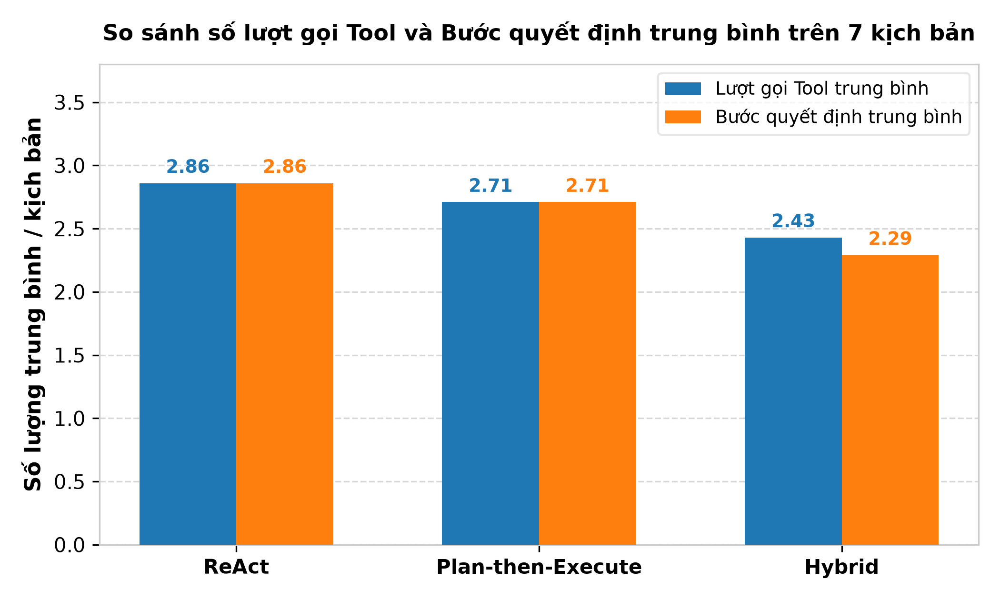 So sánh số lượt gọi Tool và Bước quyết định trung bình trên 7 kịch bản
Số lượng trung bình / kịch bản
3.5
3.0
2.5
2.0
1.5
1.0
0.5
0.0
Lượt gọi Tool trung bình
Bước quyết định trung bình
2.86
2.86
2.71
2.71
2.43
2.29
ReAct
Plan-then-Execute
Hybrid